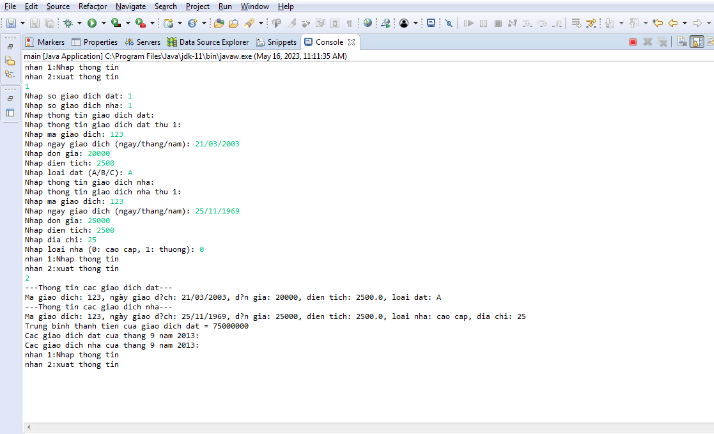 File Edit Source Refactor Navigate Search Project Run Window Help
Markers Properties Servers Data Source Explorer Snippets Console
main [Java Application] C:\Program Files\Java\jdk-11\bin\javaw.exe (May 16, 2023, 11:11:35 AM)
nhan 1:Nhap thong tin
nhan 2:xuat thong tin
1
Nhap so giao dich dat: 1
Nhap so giao dich nha: 1
Nhap thong tin giao dich dat:
Nhap thong tin giao dich dat thu 1:
Nhap ma giao dich: 123
Nhap ngay giao dich (ngay/thang/nam): 21/03/2003
Nhap don gia: 20000
Nhap dien tich: 2500
Nhap loai dat (A/B/C): A
Nhap thong tin giao dich nha:
Nhap thong tin giao dich nha thu 1:
Nhap ma giao dich: 123
Nhap ngay giao dich (ngay/thang/nam): 25/11/1969
Nhap don gia: 25000
Nhap dien tich: 2500
Nhap dia chi: 25
Nhap loai nha (0: cao cap, 1: thuong): 0
nhan 1:Nhap thong tin
nhan 2:xuat thong tin
2
---Thong tin cac giao dich dat---
Ma giao dich: 123, ngày giao d?ch: 21/03/2003, d?n gia: 20000, dien tich: 2500.0, loai dat: A
---Thong tin cac giao dich nha---
Ma giao dich: 123, ngày giao d?ch: 25/11/1969, d?n gia: 25000, dien tich: 2500.0, loai nha: cao cap, dia chi: 25
Trung binh thanh tien cua giao dich dat = 75000000
Cac giao dich dat cua thang 9 nam 2013:
Cac giao dich nha cua thang 9 nam 2013:
nhan 1:Nhap thong tin
nhan 2:xuat thong tin